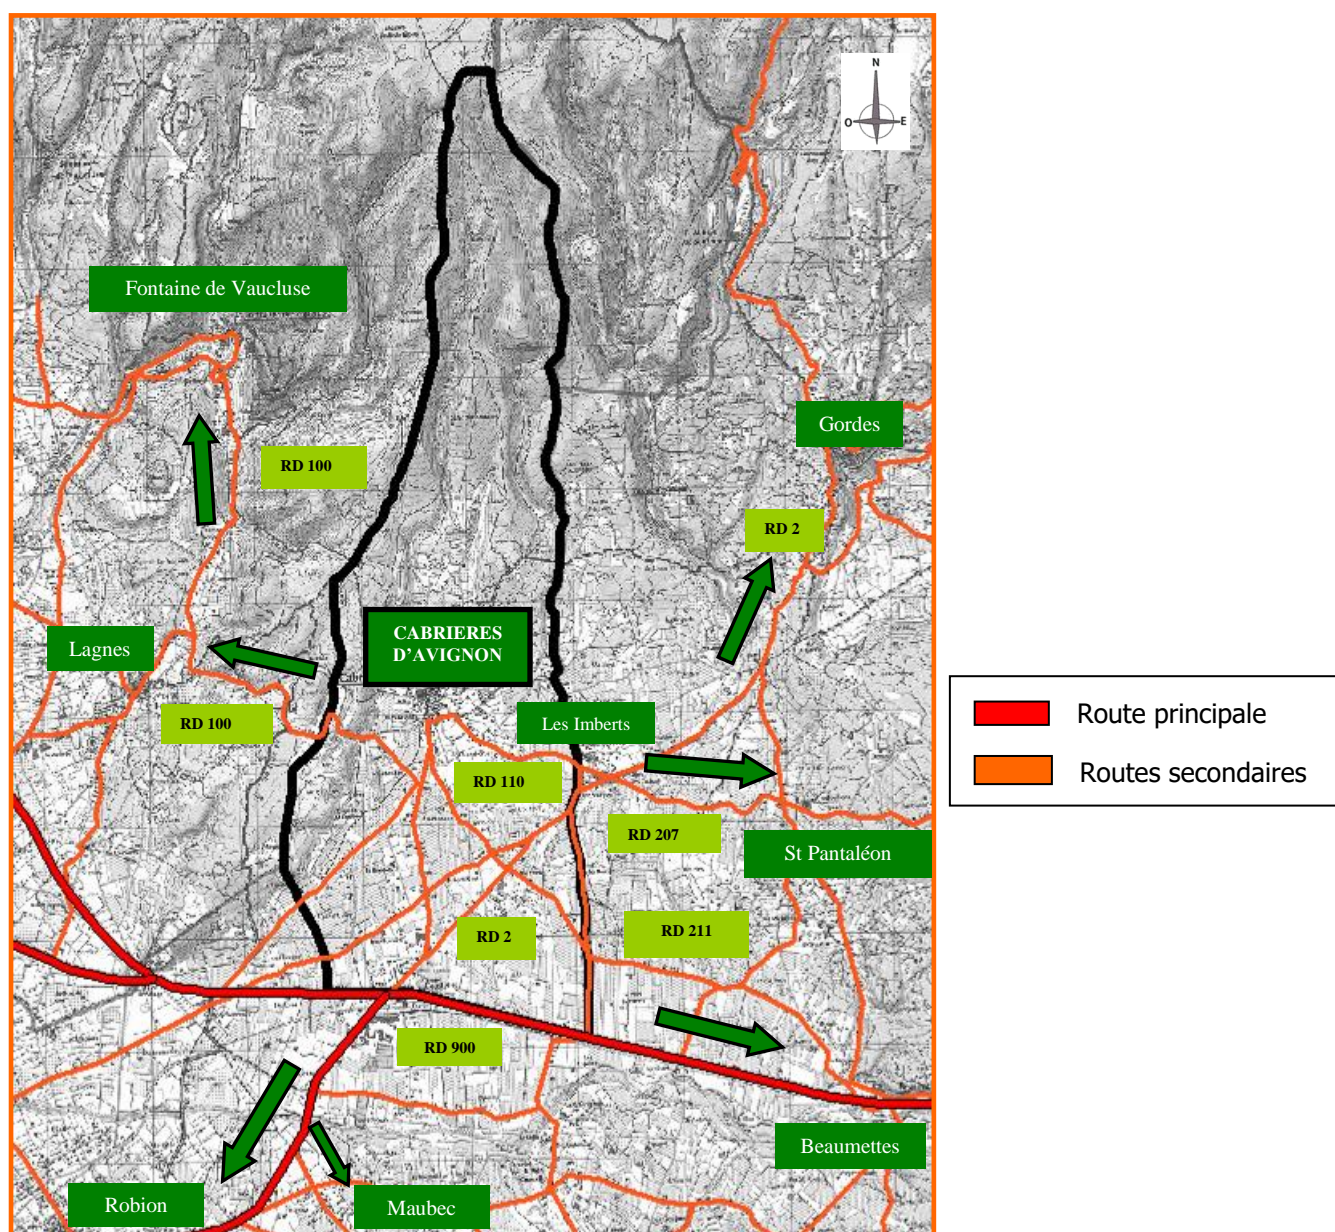 N
O
E
Fontaine de Vaucluse
Gordes
RD 100
RD 2
CABRIERES
D'AVIGNON
Lagnes
RD 100
Les Imberts
RD 110
RD 207
St Pantaléon
RD 2
RD 211
RD 900
Beaumettes
Robion
Maubec
Route principale
Routes secondaires